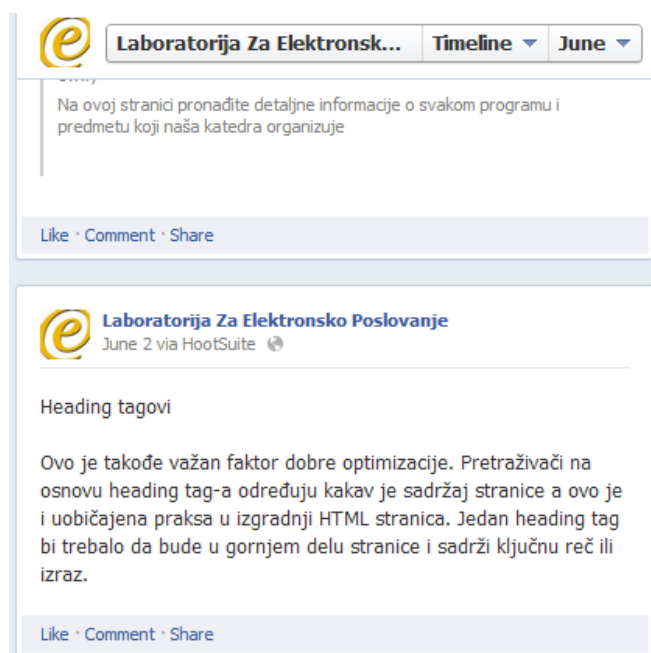 Laboratorija Za Elektronsk... Timeline June
Na ovoj stranici pronađite detaljne informacije o svakom programu i
predmetu koji naša katedra organizuje
Like · Comment · Share
Laboratorija Za Elektronsko Poslovanje
June 2 via HootSuite
Heading tagovi
Ovo je takođe važan faktor dobre optimizacije. Pretraživači na
osnovu heading tag-a određuju kakav je sadržaj stranice a ovo je
i uobičajena praksa u izgradnji HTML stranica. Jedan heading tag
bi trebalo da bude u gornjem delu stranice i sadrži ključnu reč ili
izraz.
Like · Comment · Share